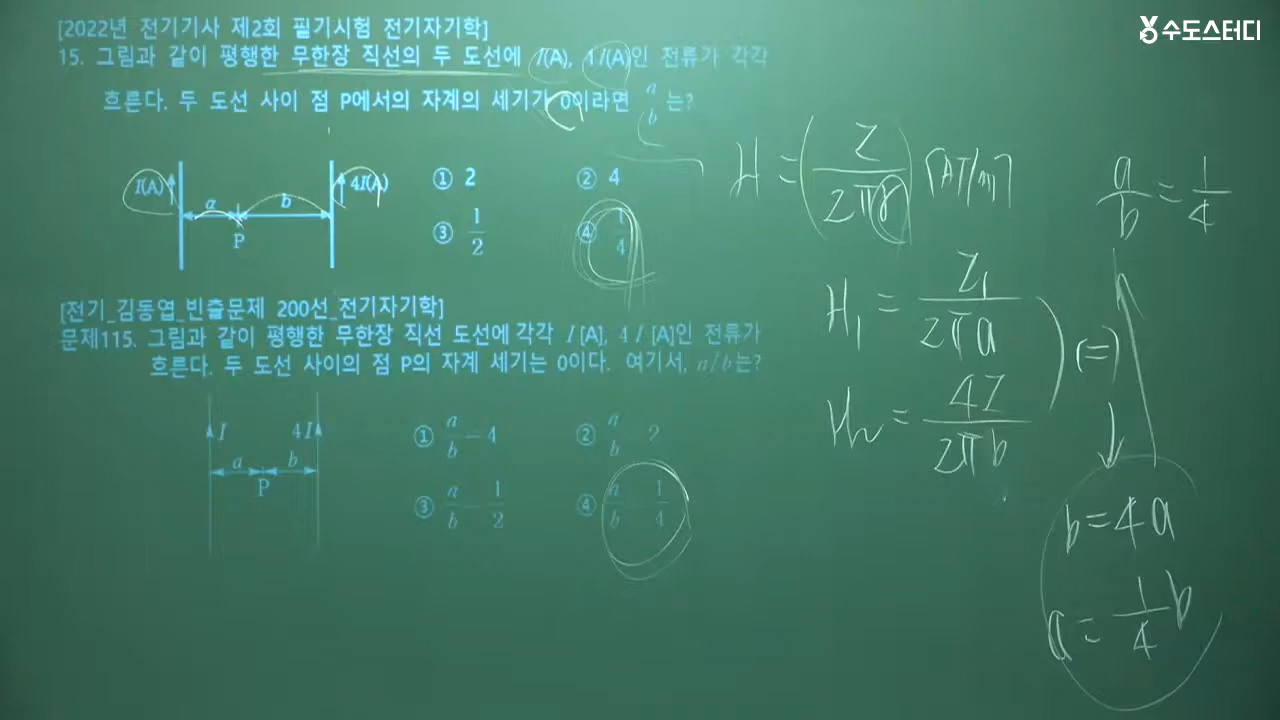 수도스터디
[2022년 전기기사 제2회 필기시험 전기자기학]
15. 그림과 같이 평행한 무한장 직선의 두 도선에 I(A), 4I(A)인 전류가 각각
흐른다. 두 도선 사이 점 P에서의 자계의 세기가 0이라면 a/b 는?
I(A) 4I(A)
a b
P
① 2 ② 4
③ 1/2 ④ 1/4
[전기_김동엽_빈출문제 200선_전기자기학]
문제115. 그림과 같이 평행한 무한장 직선 도선에 각각 I [A], 4I [A]인 전류가
흐른다. 두 도선 사이의 점 P의 자계 세기는 0이다. 여기서, a/b는?
I 4I
a b
P
① a/b = 4 ② a/b = 2
③ a/b = 1/2 ④ a/b = 1/4
H = (I/2πr) [AT/m]
H₁ = I₁/2πa
H₂ = 4I/2πb
(=)
a/b = 1/4
b = 4a
a = 1/4 b